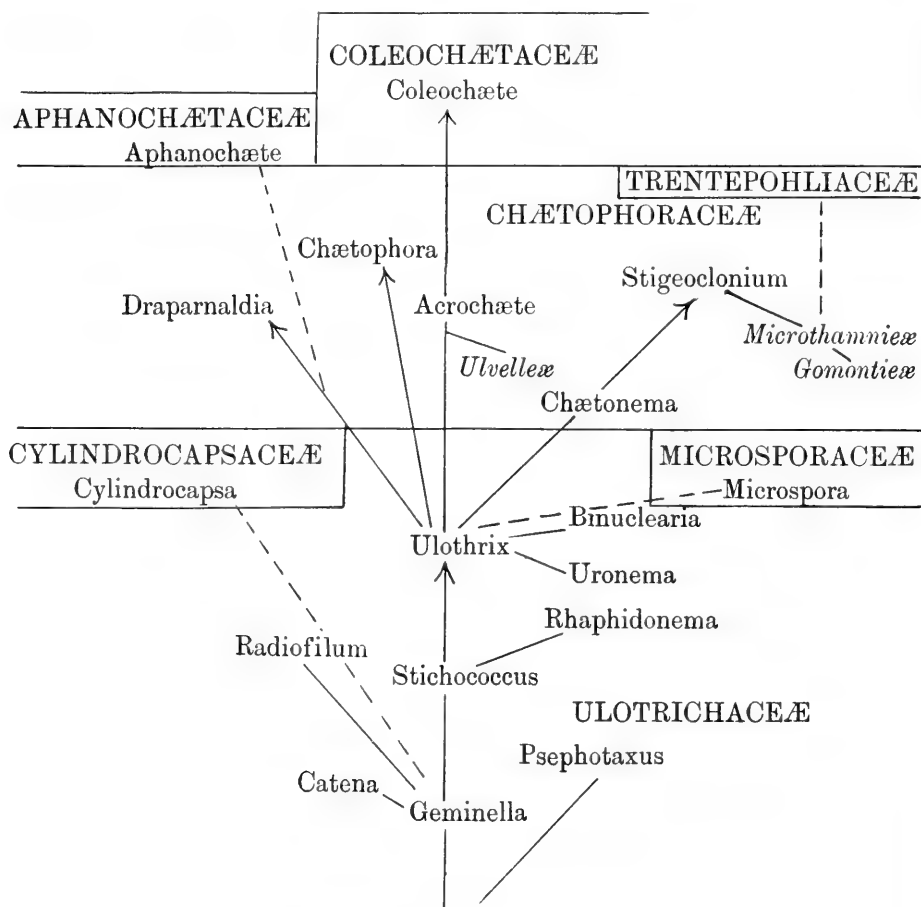 COLEOCHÆTACEÆ
Coleochæte
APHANOCHÆTACEÆ
Aphanochæte
TRENTEPOHLIACEÆ
CHÆTOPHORACEÆ
Chætophora
Stigeoclonium
Draparnaldia
Acrochæte
Microthamnieæ
Ulvelleæ
Gomontieæ
Chætonema
CYLINDROCAPSACEÆ
Cylindrocapsa
MICROSPORACEÆ
Microspora
Binuclearia
Ulothrix
Uronema
Rhaphidonema
Radiofilum
Stichococcus
ULOTRICHACEÆ
Psephotaxus
Catena
Geminella